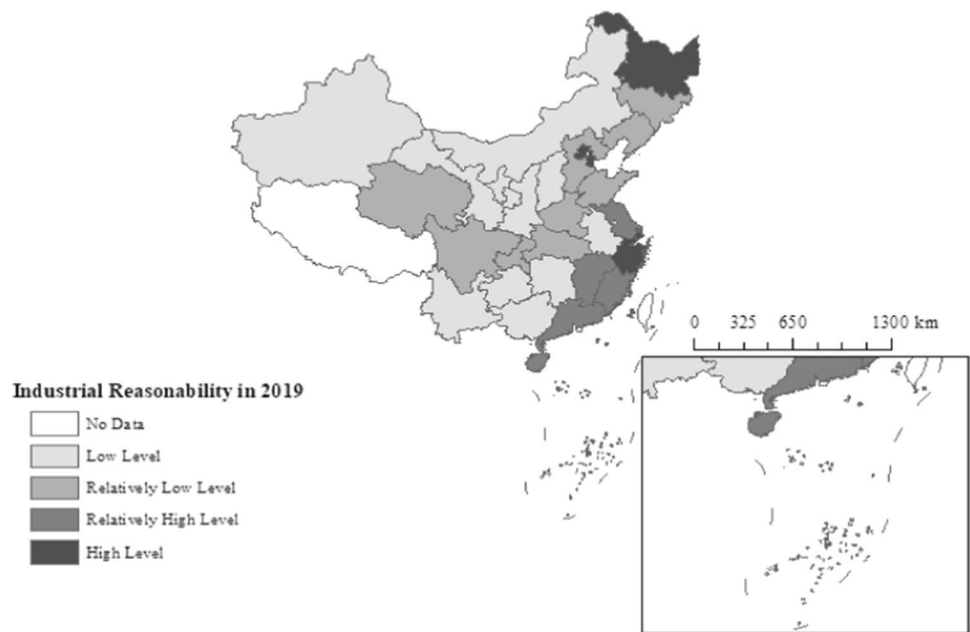 0 325 650 1300 km
Industrial Reasonability in 2019
No Data
Low Level
Relatively Low Level
Relatively High Level
High Level